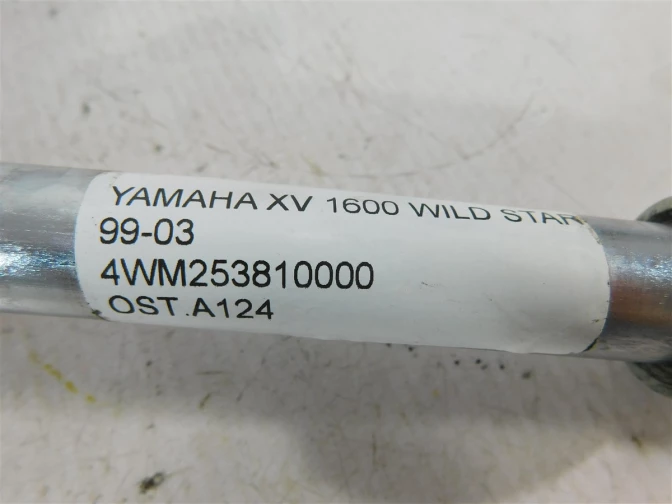 YAMAHA XV 1600 WILD STAR
99-03
4WM253810000
OST.A124